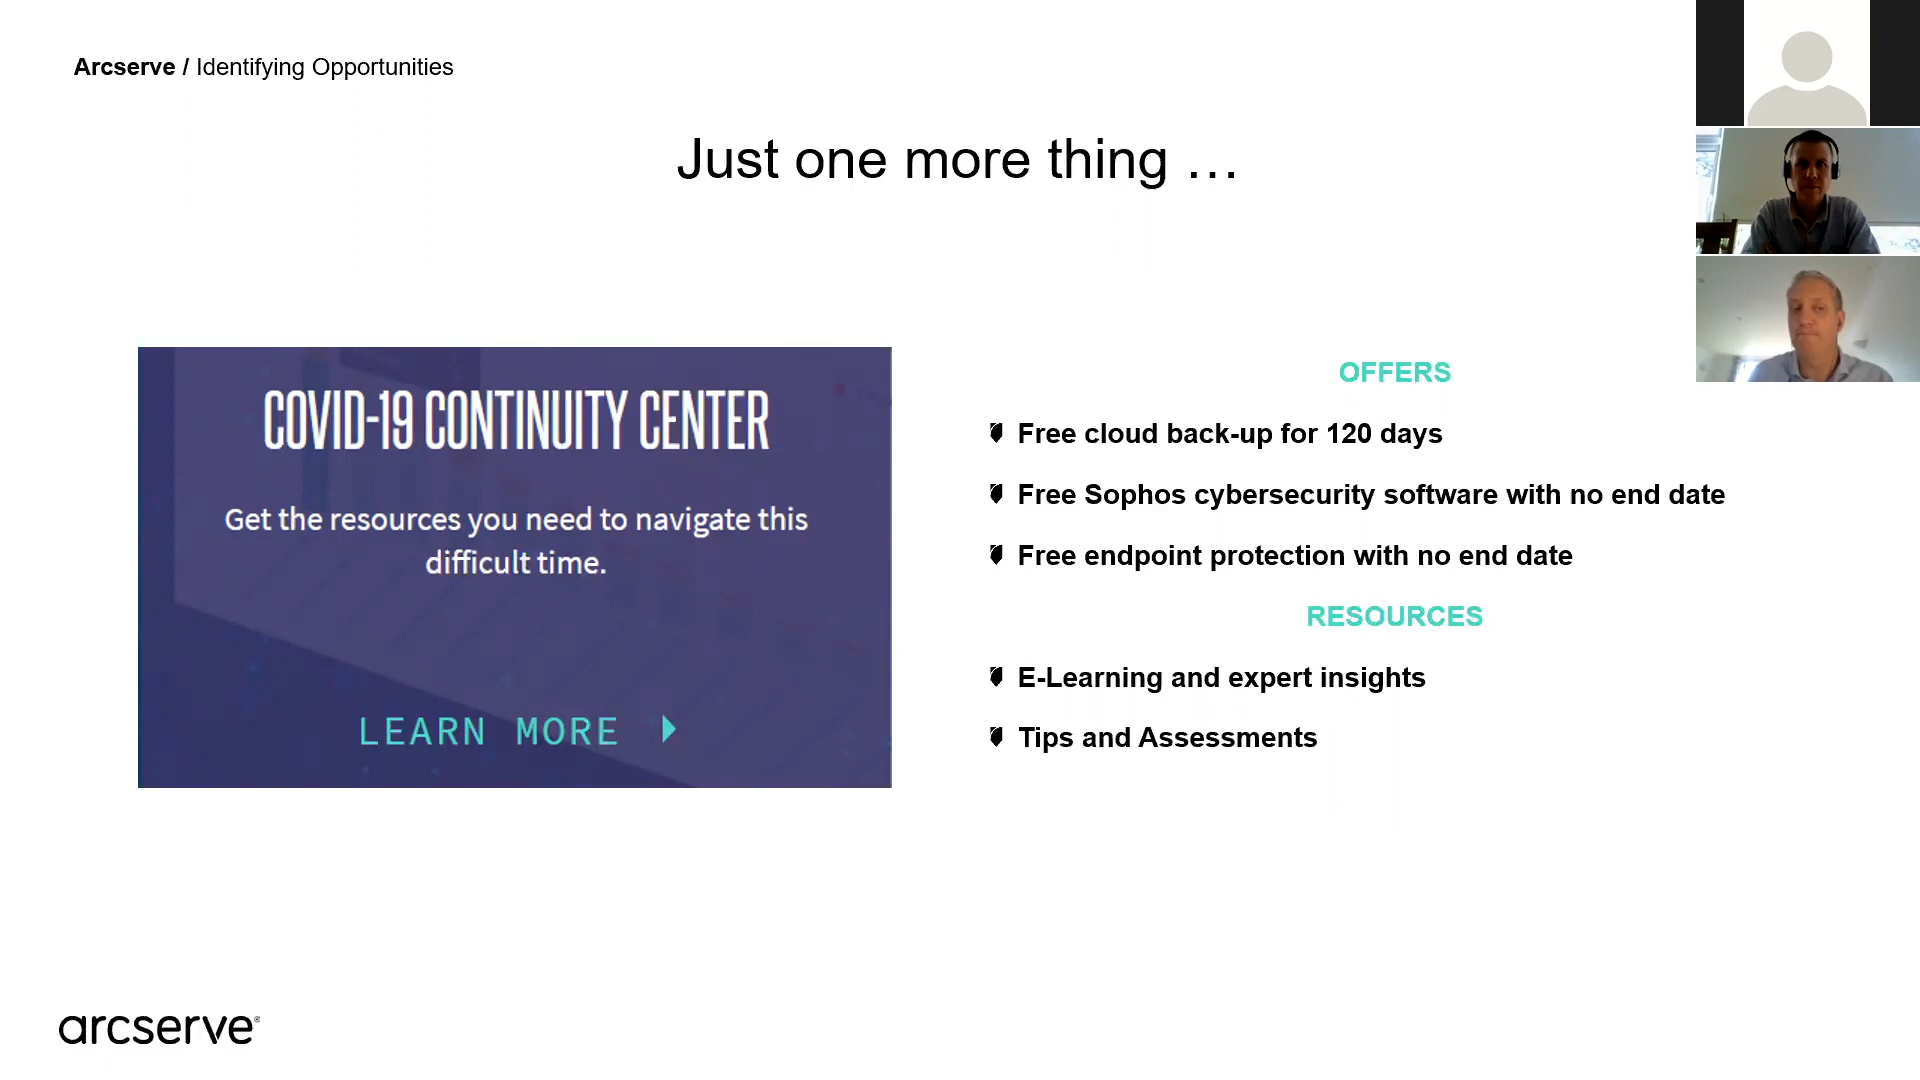 Arcserve / Identifying Opportunities
Just one more thing …
COVID-19 CONTINUITY CENTER
Get the resources you need to navigate this
difficult time.
LEARN MORE
OFFERS
Free cloud back-up for 120 days
Free Sophos cybersecurity software with no end date
Free endpoint protection with no end date
RESOURCES
E-Learning and expert insights
Tips and Assessments
arcserve®